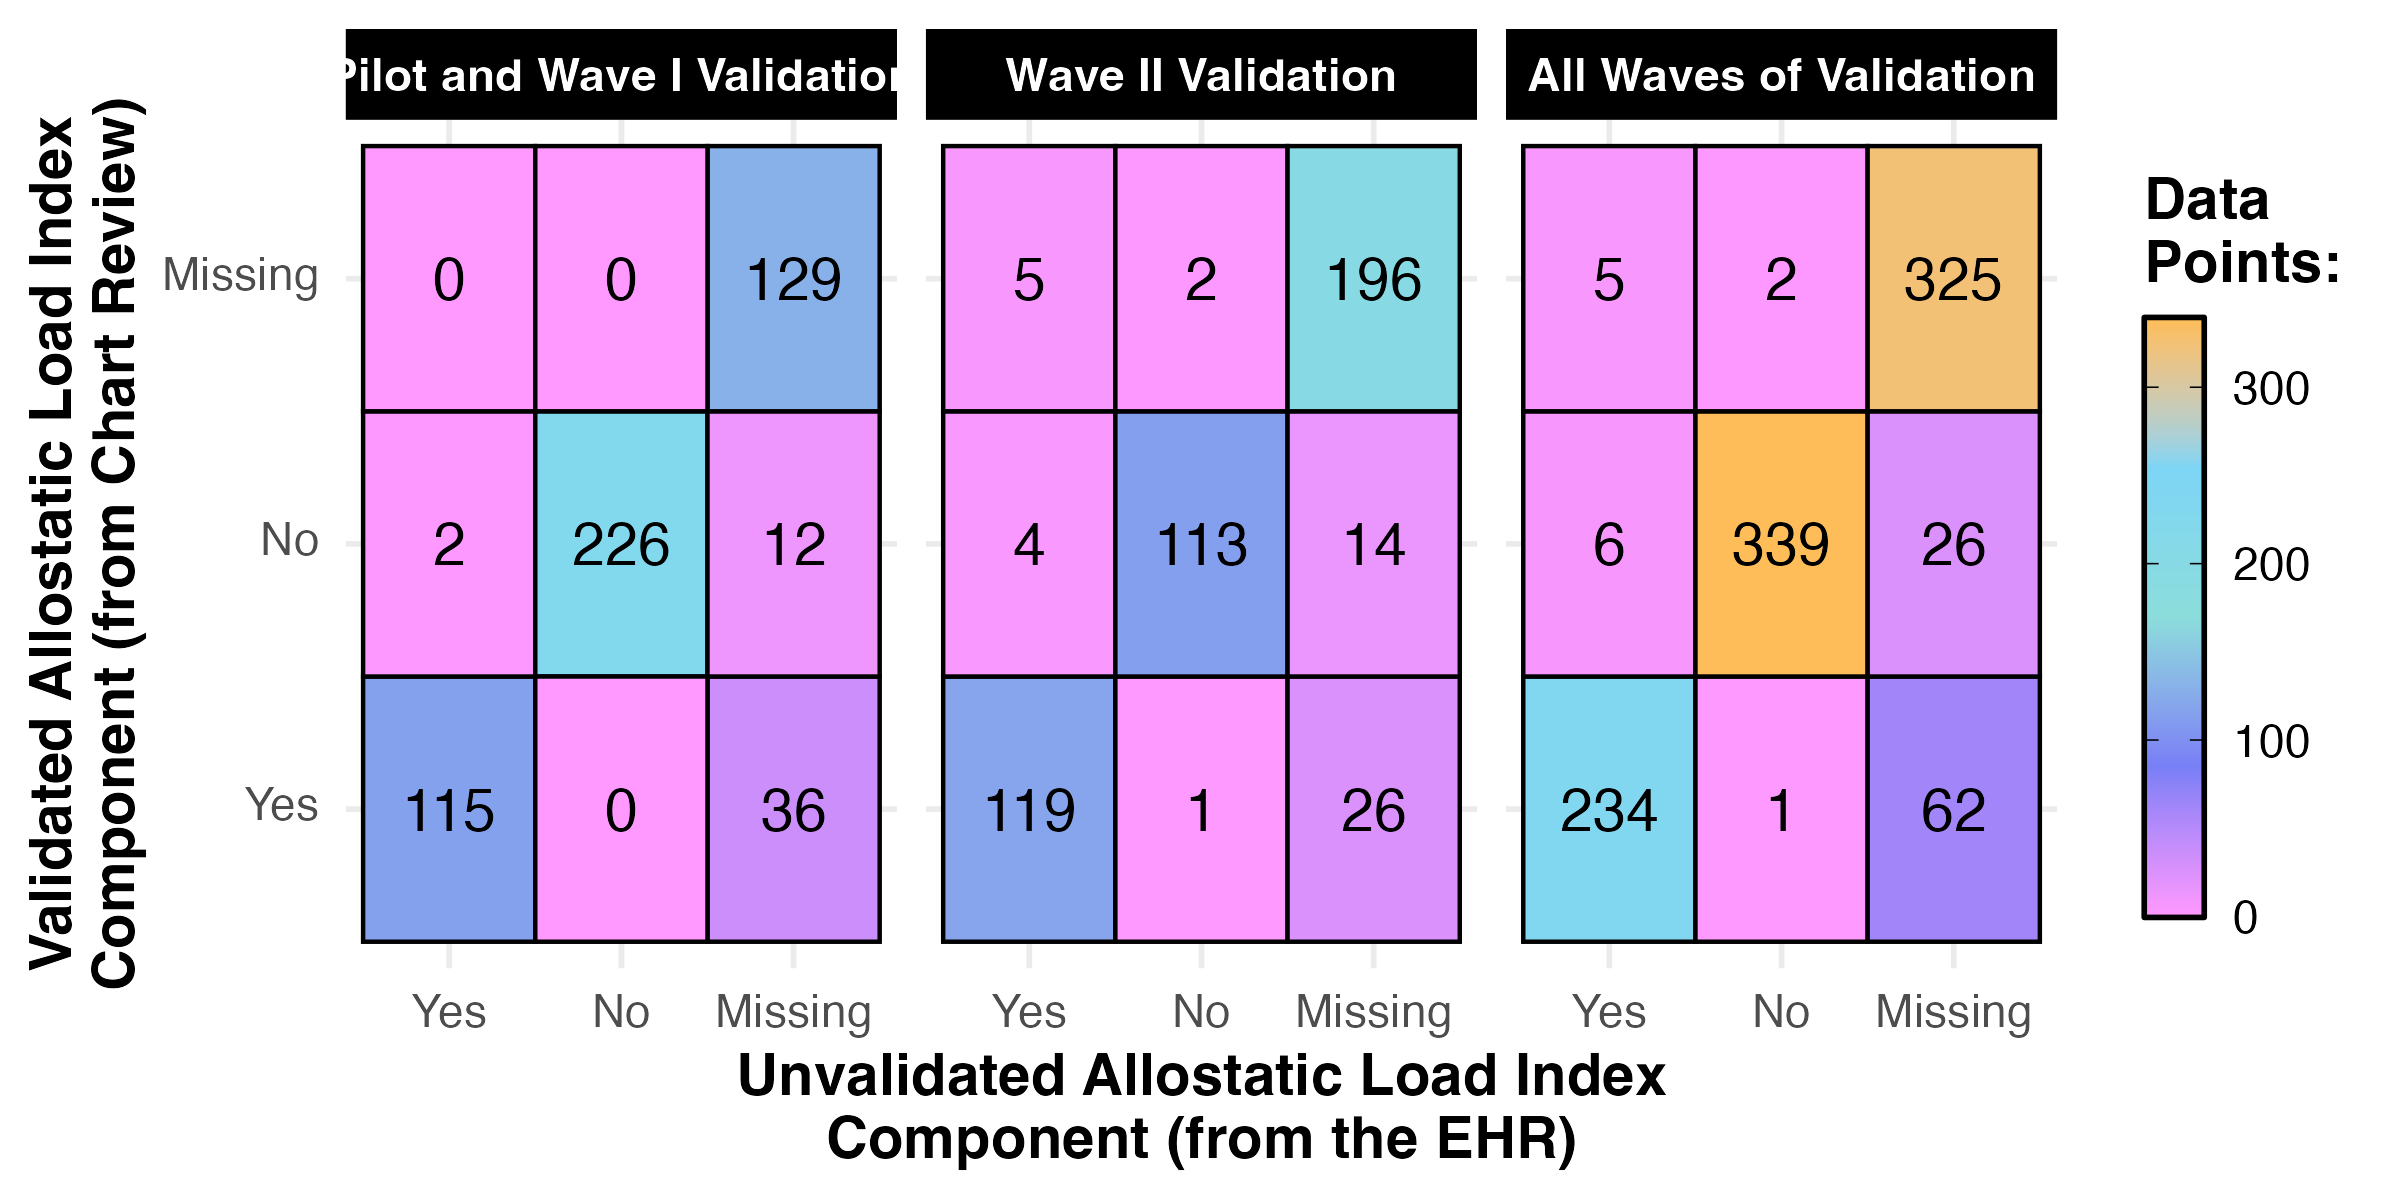 Pilot and Wave I Validation
Wave II Validation
All Waves of Validation
Validated Allostatic Load Index
Component (from Chart Review)
Missing
No
Yes
0 0 129
2 226 12
115 0 36
5 2 196
4 113 14
119 1 26
5 2 325
6 339 26
234 1 62
Yes No Missing
Yes No Missing
Yes No Missing
Unvalidated Allostatic Load Index
Component (from the EHR)
Data
Points:
300
200
100
0